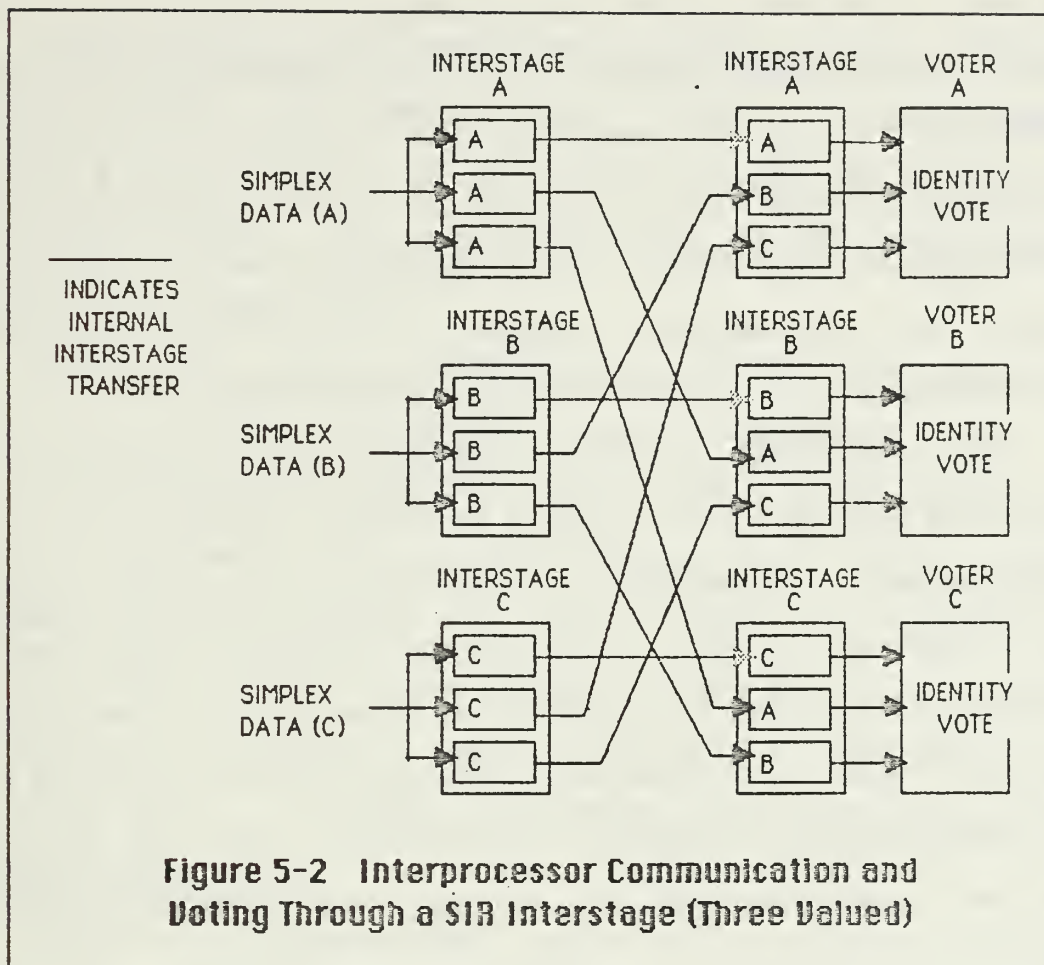 INTERSTAGE
A
INTERSTAGE
A
VOTER
A
SIMPLEX
DATA (A)
A
A
A
A
B
C
IDENTITY
VOTE
INDICATES
INTERNAL
INTERSTAGE
TRANSFER
INTERSTAGE
B
INTERSTAGE
B
VOTER
B
SIMPLEX
DATA (B)
B
B
B
B
A
C
IDENTITY
VOTE
INTERSTAGE
C
INTERSTAGE
C
VOTER
C
SIMPLEX
DATA (C)
C
C
C
C
A
B
IDENTITY
VOTE
Figure 5-2 Interprocessor Communication and
Voting Through a SIR Interstage (Three Valued)